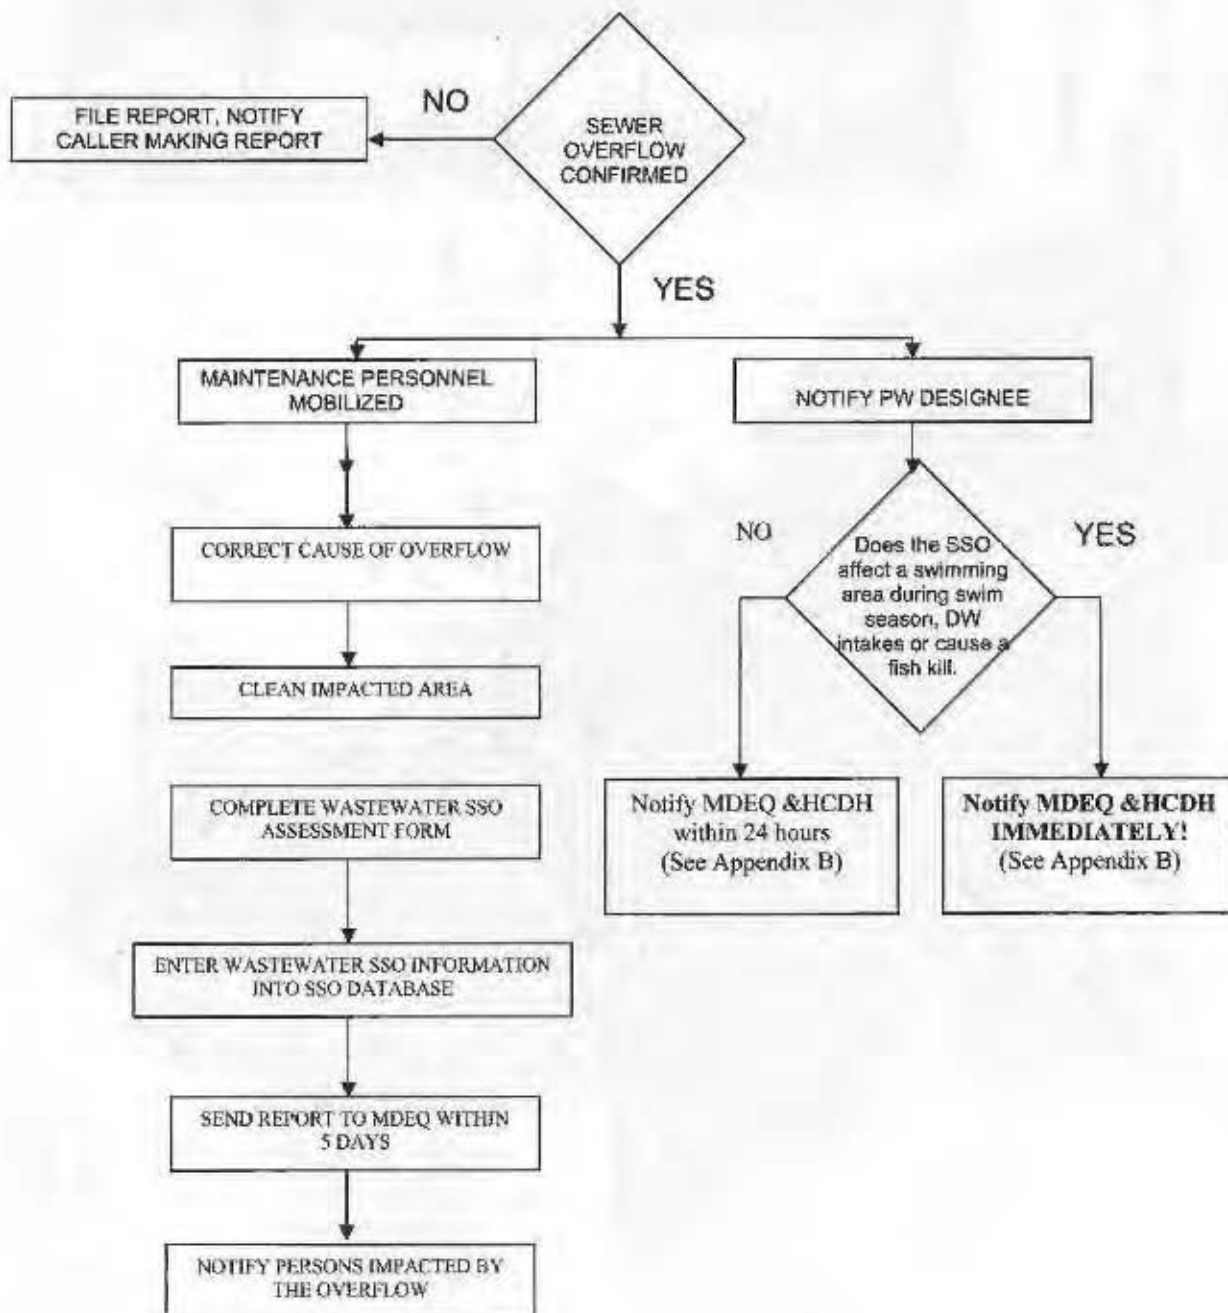 NO
FILE REPORT, NOTIFY
CALLER MAKING REPORT
SEWER
OVERFLOW
CONFIRMED
YES
MAINTENANCE PERSONNEL
MOBILIZED
NOTIFY PW DESIGNEE
CORRECT CAUSE OF OVERFLOW
CLEAN IMPACTED AREA
COMPLETE WASTEWATER SSO
ASSESSMENT FORM
ENTER WASTEWATER SSO INFORMATION
INTO SSO DATABASE
SEND REPORT TO MDEQ WITHIN
5 DAYS
NOTIFY PERSONS IMPACTED BY
THE OVERFLOW
NO
YES
Does the SSO
affect a swimming
area during swim
season, DW
intakes or cause a
fish kill.
Notify MDEQ &HCDH
within 24 hours
(See Appendix B)
Notify MDEQ &HCDH
IMMEDIATELY!
(See Appendix B)